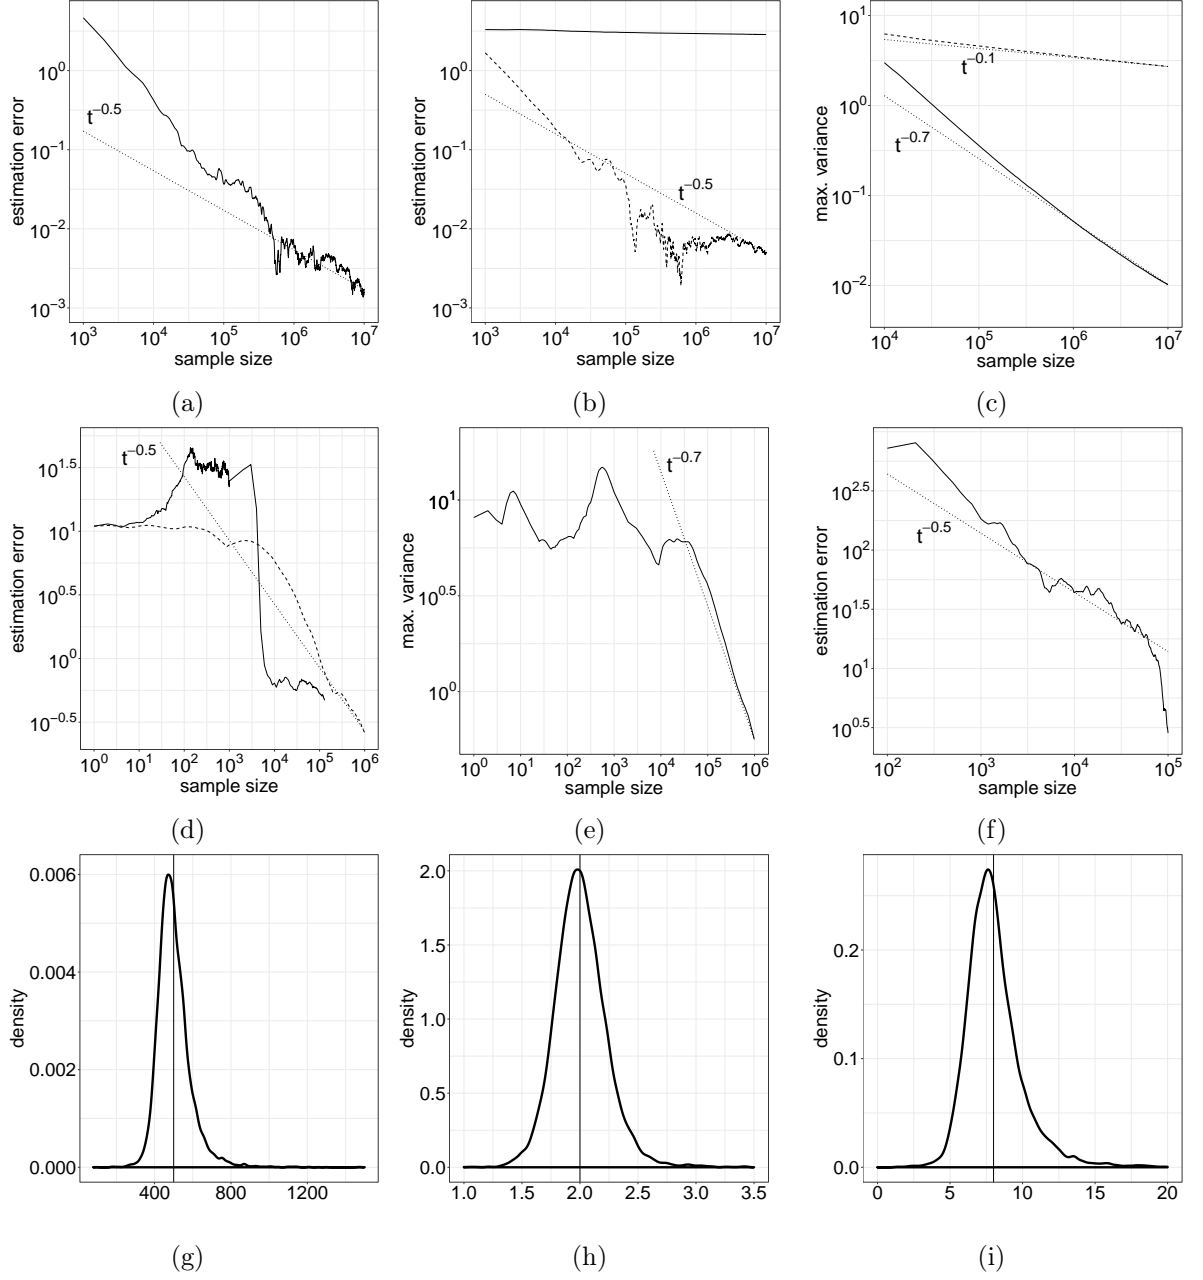 10^0
10^−1
10^−2
10^−3
t^−0.5
estimation error
10^3 10^4 10^5 10^6 10^7
sample size
(a)
10^0
10^−1
10^−2
10^−3
t^−0.5
estimation error
10^3 10^4 10^5 10^6 10^7
sample size
(b)
10^1
10^0
10^−1
10^−2
t^−0.1
t^−0.7
max. variance
10^4 10^5 10^6 10^7
sample size
(c)
10^1.5
10^1
10^0.5
10^0
10^−0.5
t^−0.5
estimation error
10^0 10^1 10^2 10^3 10^4 10^5 10^6
sample size
(d)
10^1
10^0.5
10^0
t^−0.7
max. variance
10^0 10^1 10^2 10^3 10^4 10^5 10^6
sample size
(e)
10^2.5
10^2
10^1.5
10^1
10^0.5
t^−0.5
estimation error
10^2 10^3 10^4 10^5
sample size
(f)
0.006
0.004
0.002
0.000
density
400 800 1200
(g)
2.0
1.5
1.0
0.5
0.0
density
1.0 1.5 2.0 2.5 3.0 3.5
(h)
0.2
0.1
0.0
density
0 5 10 15 20
(i)